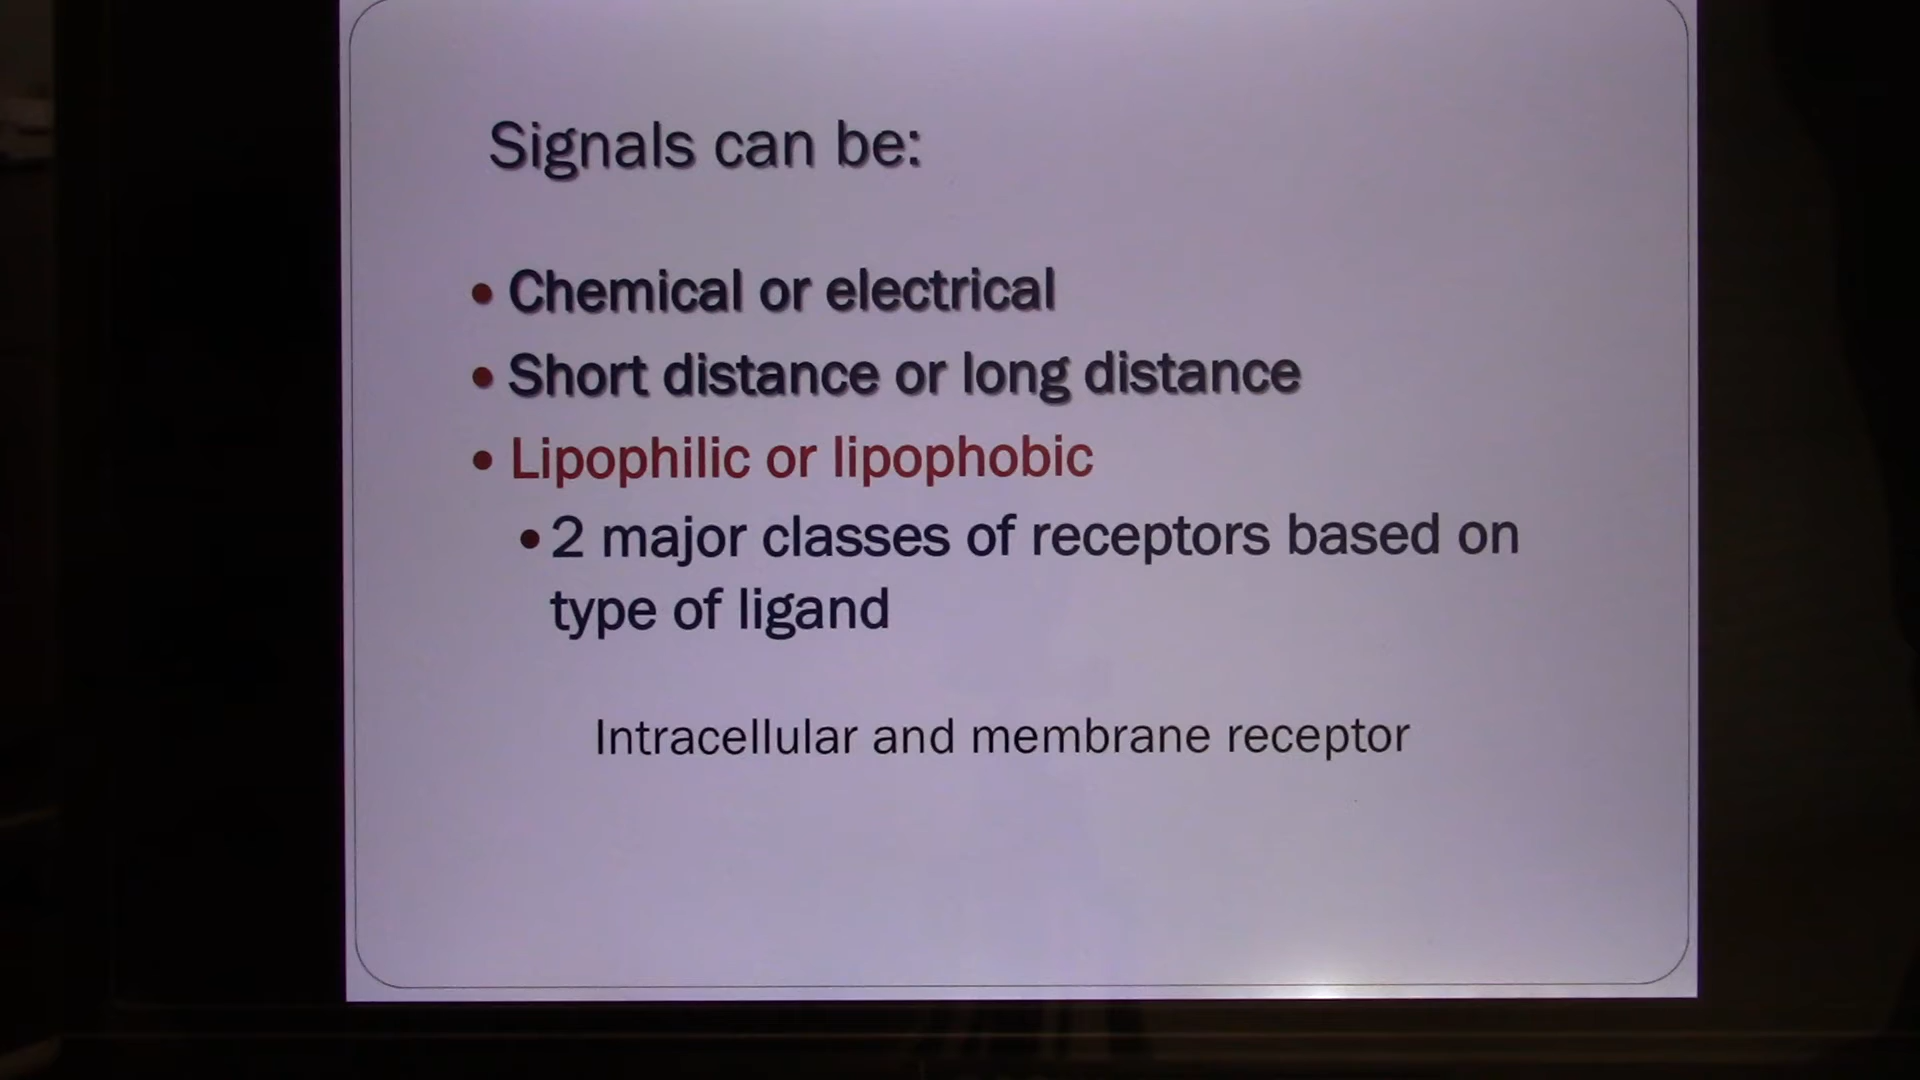 Signals can be:
• Chemical or electrical
• Short distance or long distance
• Lipophilic or lipophobic
• 2 major classes of receptors based on
type of ligand
Intracellular and membrane receptor